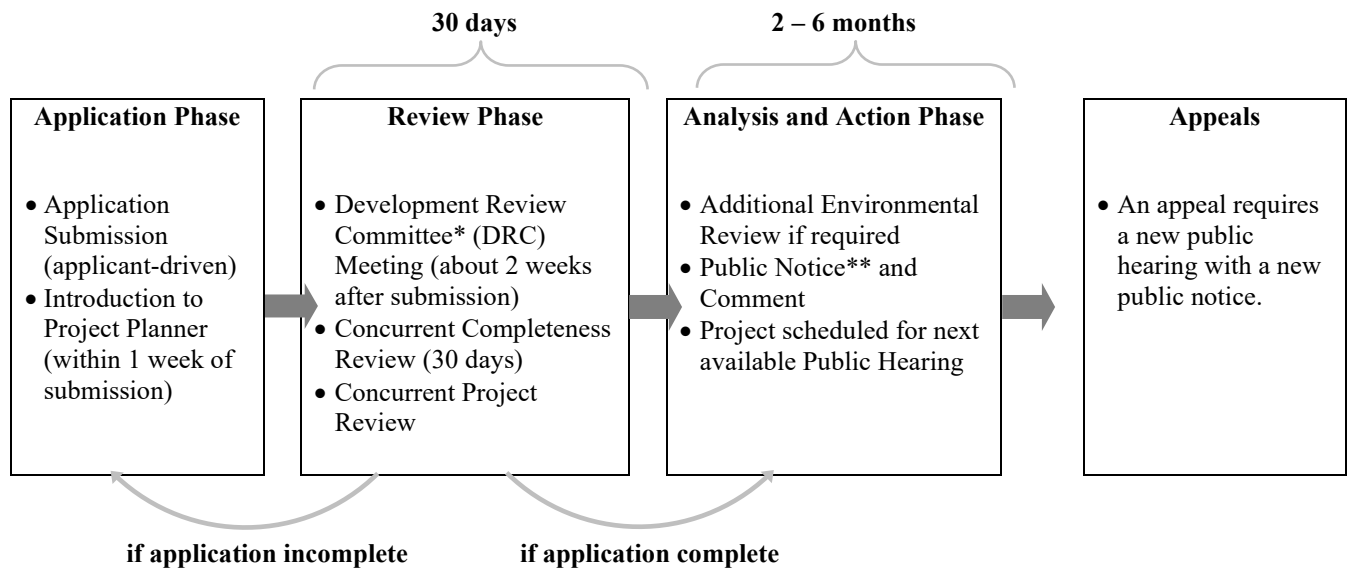 30 days
2 – 6 months
Application Phase
• Application
Submission
(applicant-driven)
• Introduction to
Project Planner
(within 1 week of
submission)
Review Phase
• Development Review
Committee* (DRC)
Meeting (about 2 weeks
after submission)
• Concurrent Completeness
Review (30 days)
• Concurrent Project
Review
Analysis and Action Phase
• Additional Environmental
Review if required
• Public Notice** and
Comment
• Project scheduled for next
available Public Hearing
Appeals
• An appeal requires
a new public
hearing with a new
public notice.
if application incomplete
if application complete